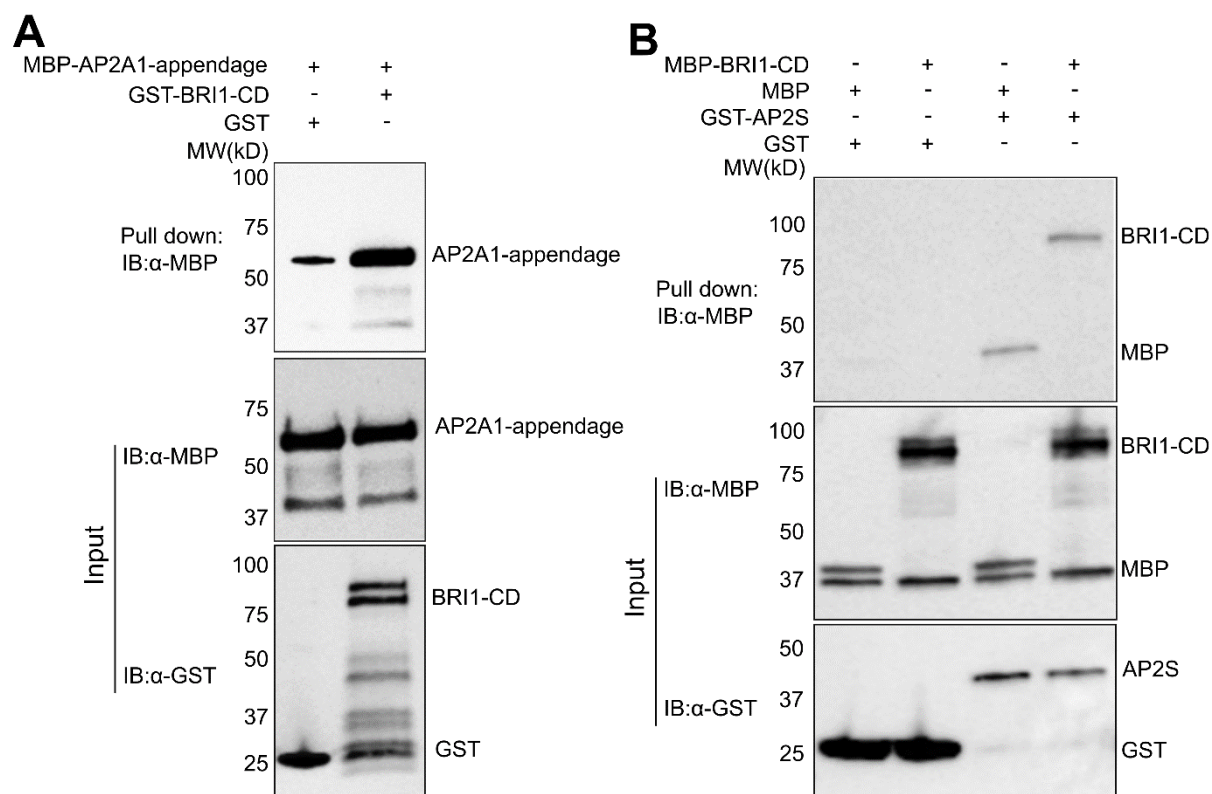 A
MBP-AP2A1-appendage + +
GST-BRI1-CD - +
GST + -
MW(kD)
100
75
Pull down:
IB:α-MBP
AP2A1-appendage
50
37
75
AP2A1-appendage
IB:α-MBP
50
37
Input
100
BRI1-CD
75
50
IB:α-GST
37
GST
25
B
MBP-BRI1-CD - + - +
MBP + - + -
GST-AP2S - - + +
GST + + - -
MW(kD)
100
BRI1-CD
75
Pull down:
IB:α-MBP
50
MBP
37
100
BRI1-CD
75
IB:α-MBP
50
MBP
37
Input
50
AP2S
37
IB:α-GST
25
GST